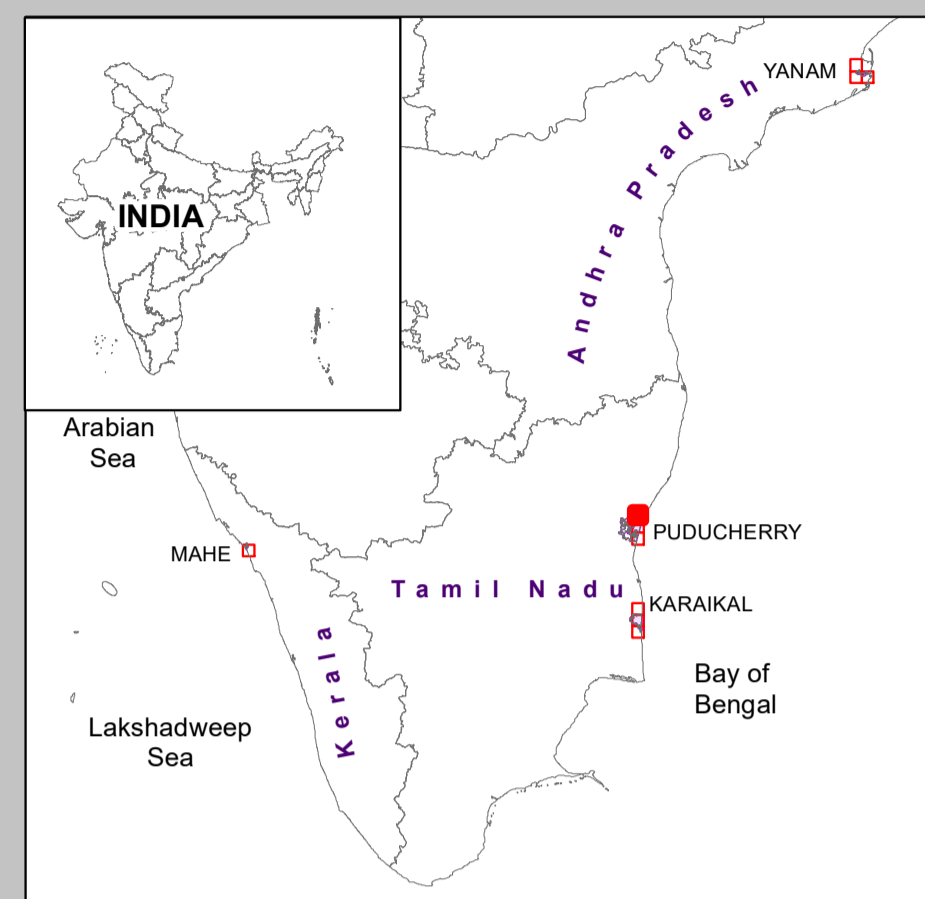 INDIA
YANAM
Andhra Pradesh
Arabian
Sea
PUDUCHERRY
MAHE
Tamil Nadu
KARAIKAL
Kerala
Bay of
Bengal
Lakshadweep
Sea